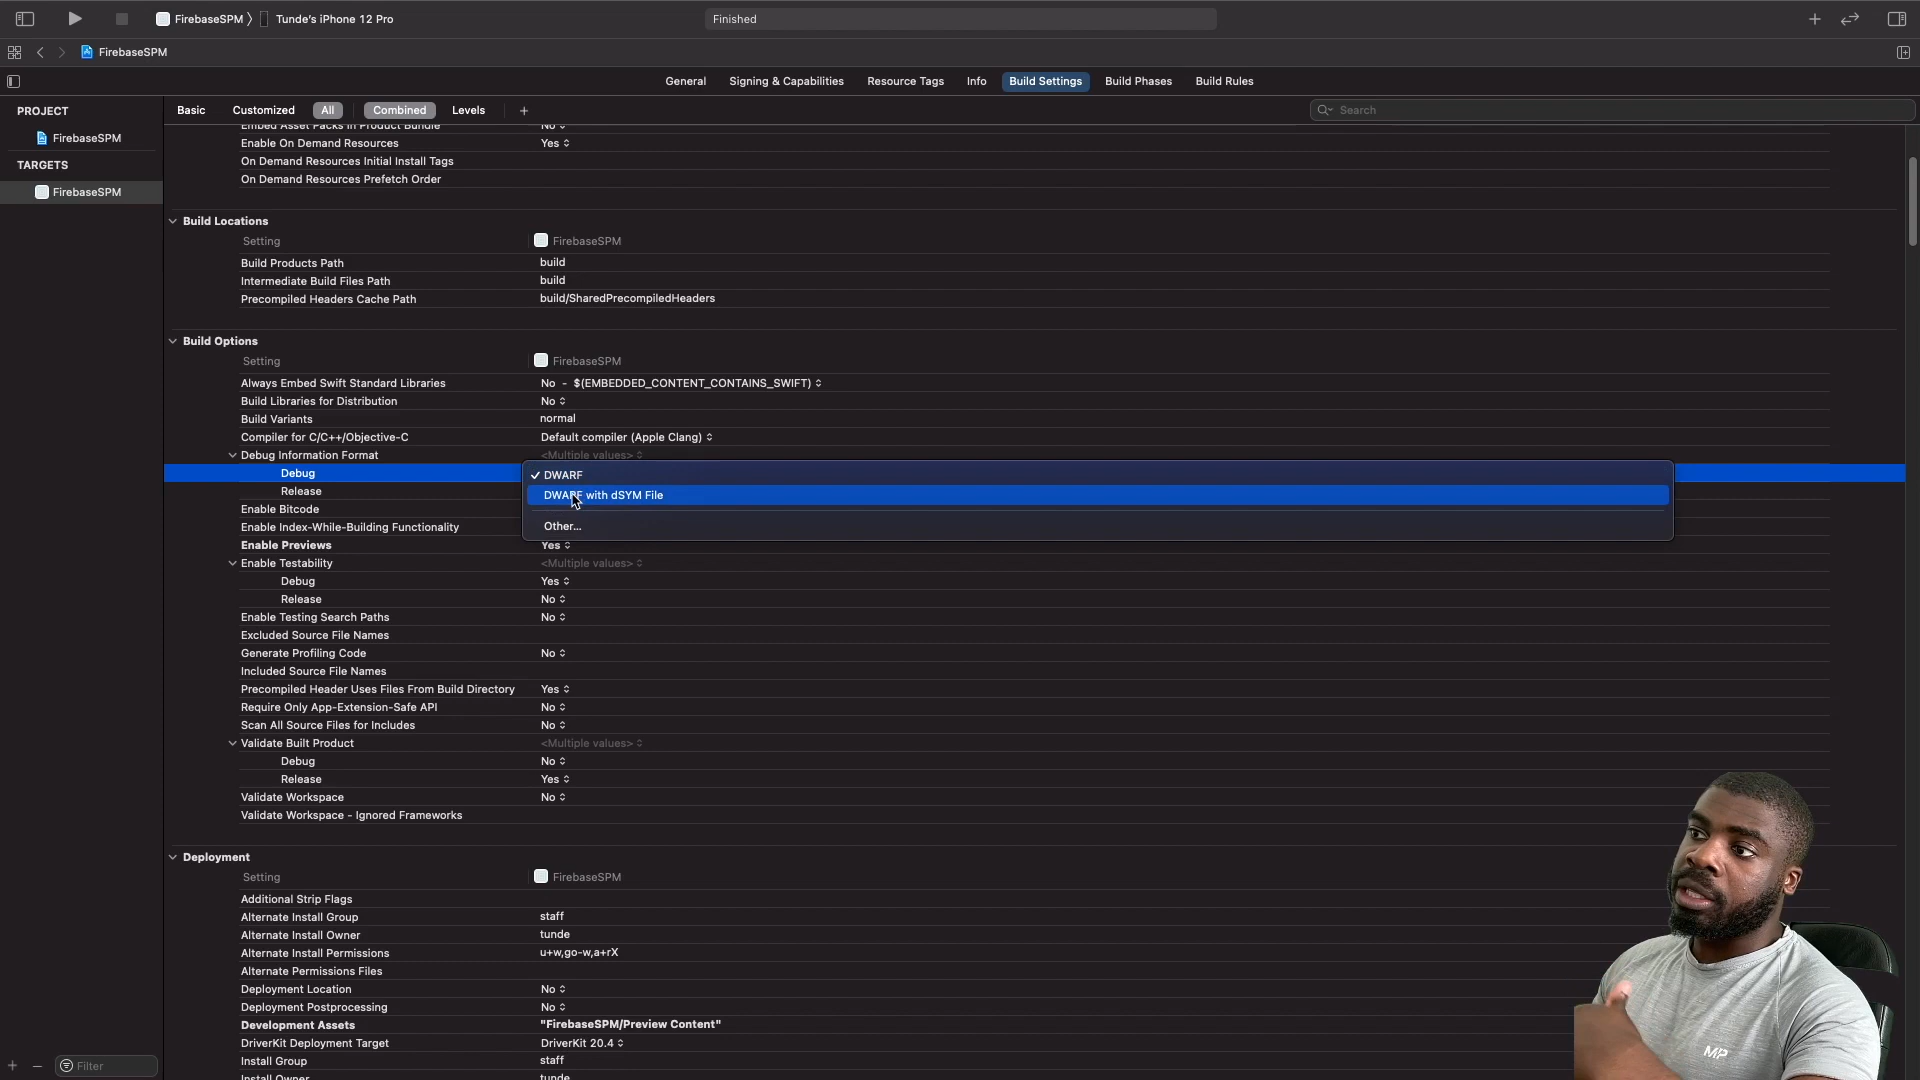 FirebaseSPM 〉 Tunde's iPhone 12 Pro
Finished
FirebaseSPM
General Signing & Capabilities Resource Tags Info Build Settings Build Phases Build Rules
PROJECT
FirebaseSPM
TARGETS
FirebaseSPM
Basic Customized All Combined Levels +
Search
Embed Asset Packs In Product Bundle No
Enable On Demand Resources Yes
On Demand Resources Initial Install Tags
On Demand Resources Prefetch Order
Build Locations
Setting FirebaseSPM
Build Products Path build
Intermediate Build Files Path build
Precompiled Headers Cache Path build/SharedPrecompiledHeaders
Build Options
Setting FirebaseSPM
Always Embed Swift Standard Libraries No - $(EMBEDDED_CONTENT_CONTAINS_SWIFT)
Build Libraries for Distribution No
Build Variants normal
Compiler for C/C++/Objective-C Default compiler (Apple Clang)
Debug Information Format <Multiple values>
Debug DWARF
Release DWARF with dSYM File
Enable Bitcode
Enable Index-While-Building Functionality Other...
Enable Previews Yes
Enable Testability <Multiple values>
Debug Yes
Release No
Enable Testing Search Paths No
Excluded Source File Names
Generate Profiling Code No
Included Source File Names
Precompiled Header Uses Files From Build Directory Yes
Require Only App-Extension-Safe API No
Scan All Source Files for Includes No
Validate Built Product <Multiple values>
Debug No
Release Yes
Validate Workspace No
Validate Workspace - Ignored Frameworks
Deployment
Setting FirebaseSPM
Additional Strip Flags
Alternate Install Group staff
Alternate Install Owner tunde
Alternate Install Permissions u+w,go-w,a+rX
Alternate Permissions Files
Deployment Location No
Deployment Postprocessing No
Development Assets "FirebaseSPM/Preview Content"
DriverKit Deployment Target DriverKit 20.4
Install Group staff
Install Owner tunde
+ − Filter
MP